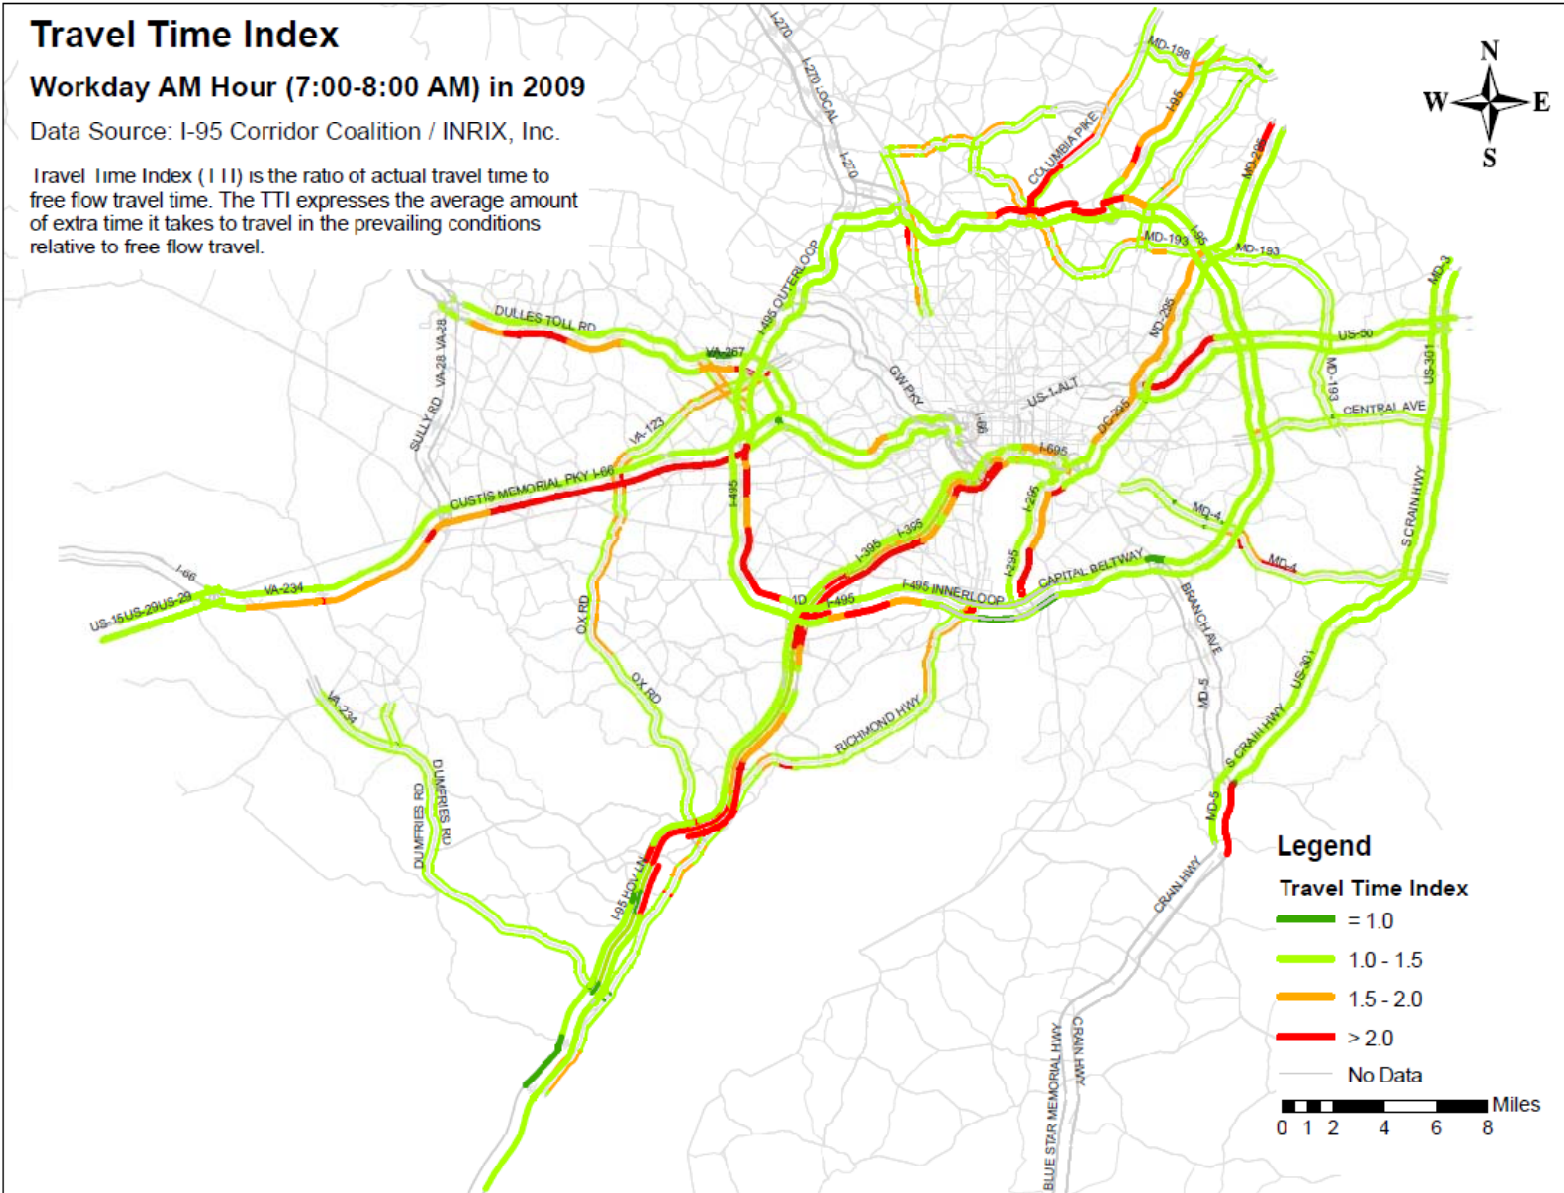 Travel Time Index
Workday AM Hour (7:00-8:00 AM) in 2009
Data Source: I-95 Corridor Coalition / INRIX, Inc.
Travel Time Index (TTI) is the ratio of actual travel time to
free flow travel time. The TTI expresses the average amount
of extra time it takes to travel in the prevailing conditions
relative to free flow travel.
N
W E
S
I-270
I-270 LOCAL
I-270
MD-198
I-95
COLUMBIA PIKE
MD-295
I-495 OUTERLOOP
MD-193
I-95
MD-193
MD-3
DULLES TOLL RD
VA-267
VA-28 VA-28
SULLY RD
MD-295
US-50
US-301
MD-193
GW PKY
US-1-ALT
CENTRAL AVE
VA-123
I-66
DC-295
I-695
CUSTIS MEMORIAL PKY I-66
I-495
I-295
MD-4
S CRAIN HWY
I-395
I-395
I-295
MD-4
CAPITAL BELTWAY
I-66
VA-234
US-15US-29US-29
1D
I-495
I-495 INNERLOOP
OX RD
BRANCH AVE
OX RD
MD-5
US-301
VA-234
RICHMOND HWY
S CRAIN HWY
DUMFRIES RD
DUMFRIES RD
MD-5
I-95 HOV LN
CRAIN HWY
BLUE STAR MEMORIAL HWY
CRAIN HWY
Legend
Travel Time Index
= 1.0
1.0 - 1.5
1.5 - 2.0
> 2.0
No Data
Miles
0 1 2 4 6 8